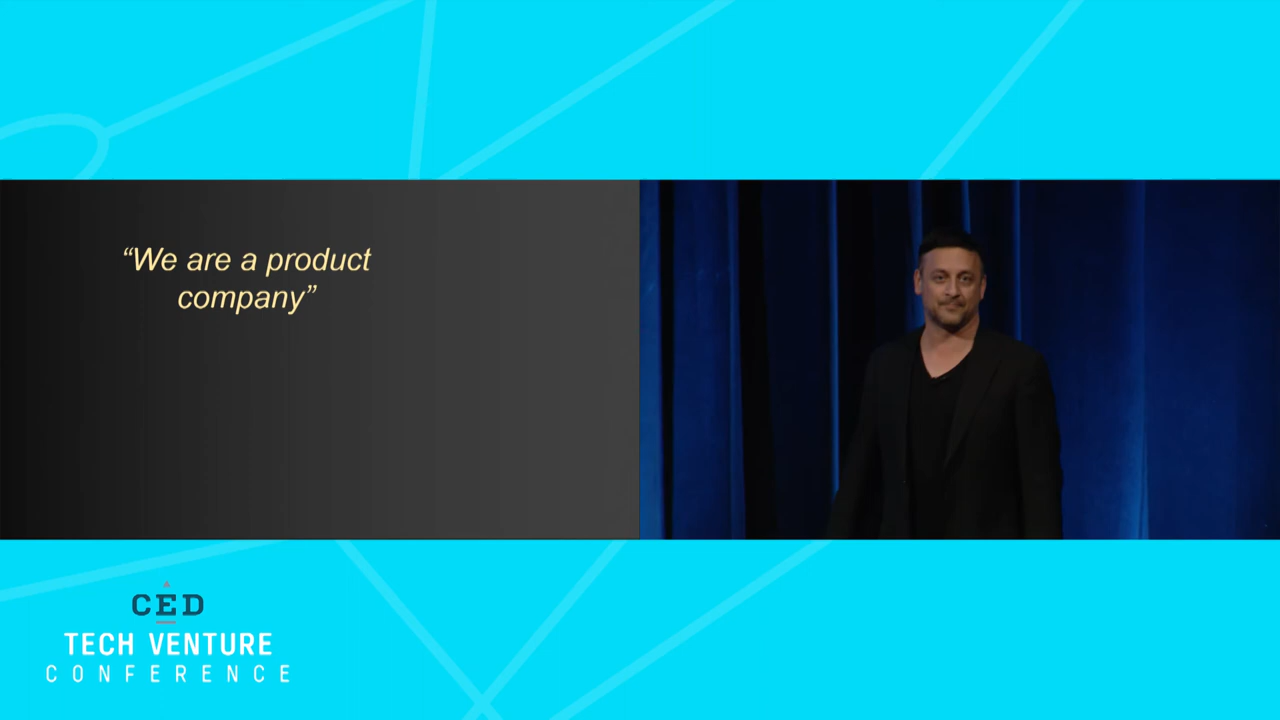 “We are a product
company”
CED
TECH VENTURE
CONFERENCE